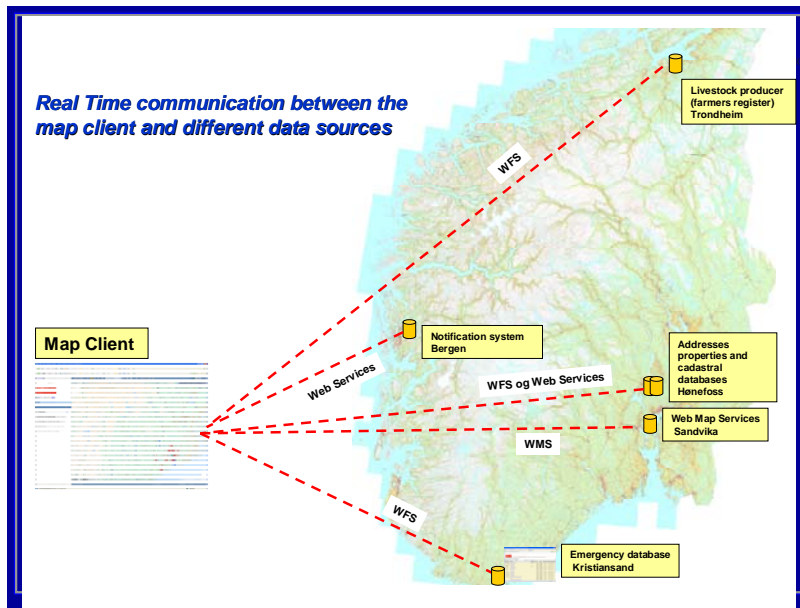 Real Time communication between the
map client and different data sources
Livestock producer
(farmers register)
Trondheim
WFS
Map Client
Notification system
Bergen
Web Services
Addresses
properties and
cadastral
databases
Hønefoss
WFS og Web Services
Web Map Services
Sandvika
WMS
WFS
Emergency database
Kristiansand